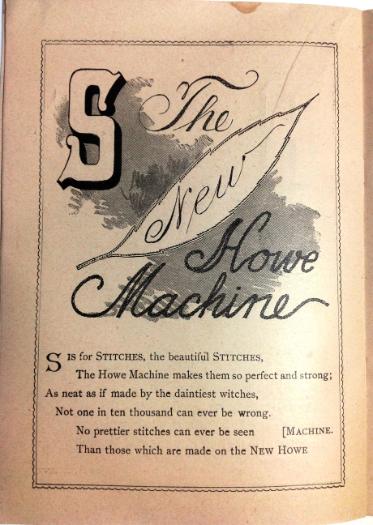 S The
New
Howe
Machine
S IS for STITCHES, the beautiful STITCHES,
The Howe Machine makes them so perfect and strong;
As neat as if made by the daintiest witches,
Not one in ten thousand can ever be wrong.
No prettier stitches can ever be seen [MACHINE.
Than those which are made on the NEW HOWE